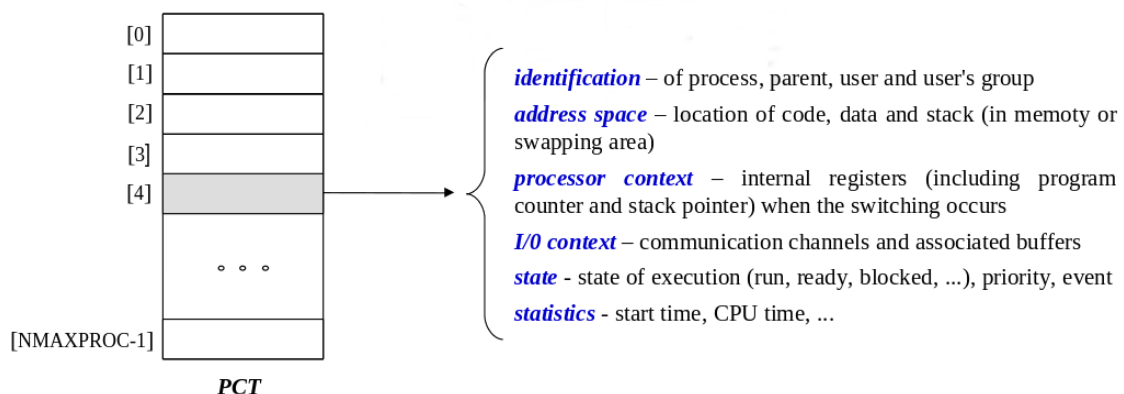 [0]
[1]
[2]
[3]
[4]
[NMAXPROC-1]
PCT
identification – of process, parent, user and user's group
address space – location of code, data and stack (in memoty or
swapping area)
processor context – internal registers (including program
counter and stack pointer) when the switching occurs
I/0 context – communication channels and associated buffers
state - state of execution (run, ready, blocked, ...), priority, event
statistics - start time, CPU time, ...